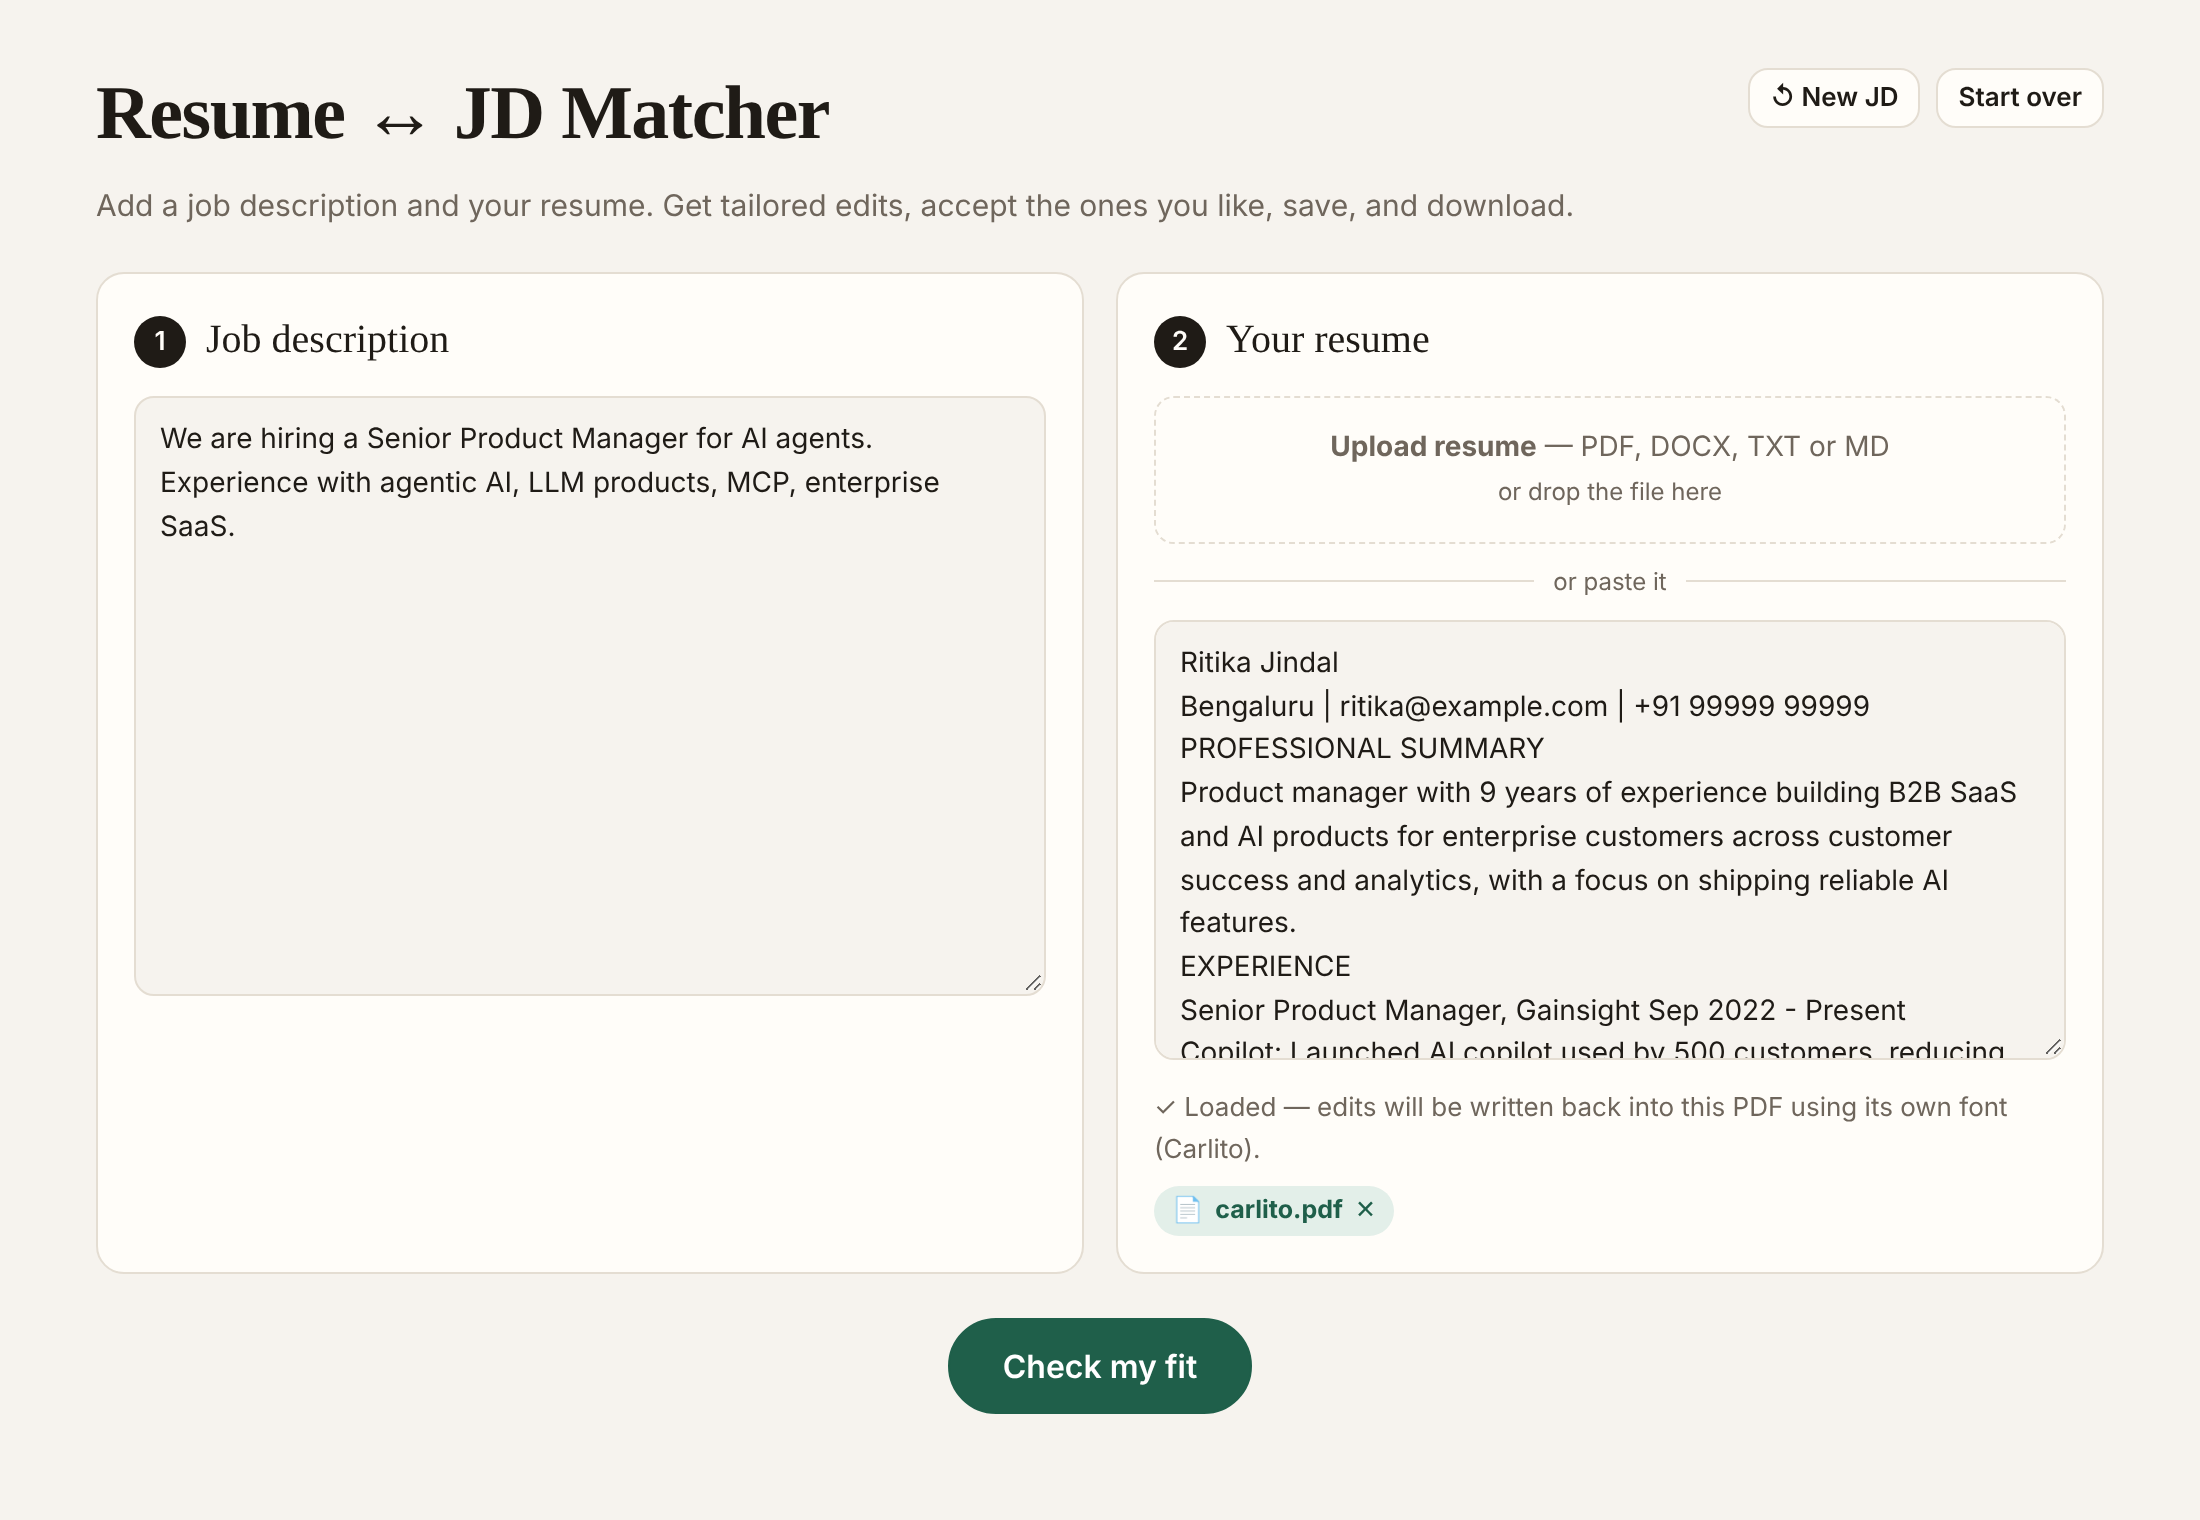 Resume ↔ JD Matcher
↺ New JD
Start over
Add a job description and your resume. Get tailored edits, accept the ones you like, save, and download.
1 Job description
We are hiring a Senior Product Manager for AI agents.
Experience with agentic AI, LLM products, MCP, enterprise
SaaS.
2 Your resume
Upload resume — PDF, DOCX, TXT or MD
or drop the file here
or paste it
Ritika Jindal
Bengaluru | ritika@example.com | +91 99999 99999
PROFESSIONAL SUMMARY
Product manager with 9 years of experience building B2B SaaS
and AI products for enterprise customers across customer
success and analytics, with a focus on shipping reliable AI
features.
EXPERIENCE
Senior Product Manager, Gainsight Sep 2022 - Present
Copilot: Launched AI copilot used by 500 customers, reducing
✓ Loaded — edits will be written back into this PDF using its own font
(Carlito).
carlito.pdf ✕
Check my fit